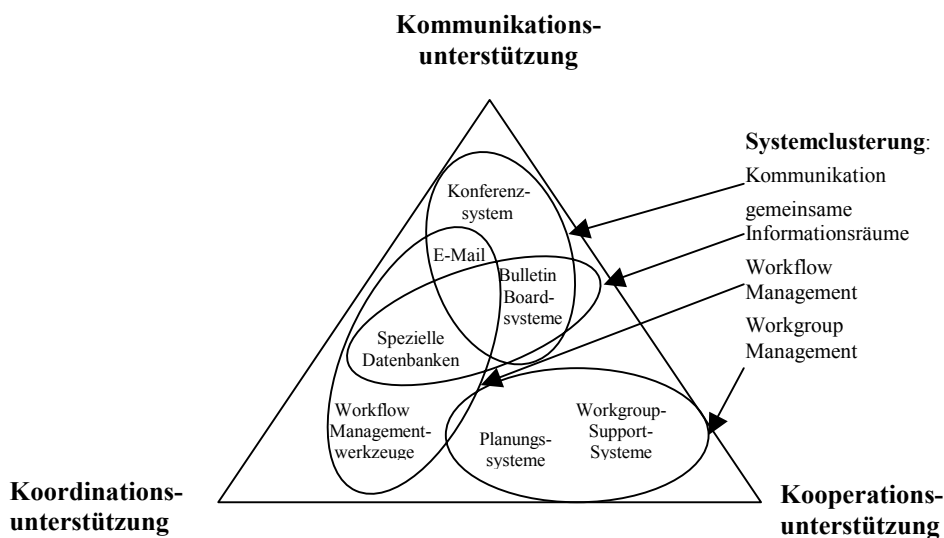 Kommunikations-
unterstützung
Systemclusterung:
Kommunikation
gemeinsame
Informationsräume
Workflow
Management
Workgroup
Management
Konferenz-
system
E-Mail
Bulletin
Board-
systeme
Spezielle
Datenbanken
Workflow
Management-
werkzeuge
Planungs-
systeme
Workgroup-
Support-
Systeme
Koordinations-
unterstützung
Kooperations-
unterstützung